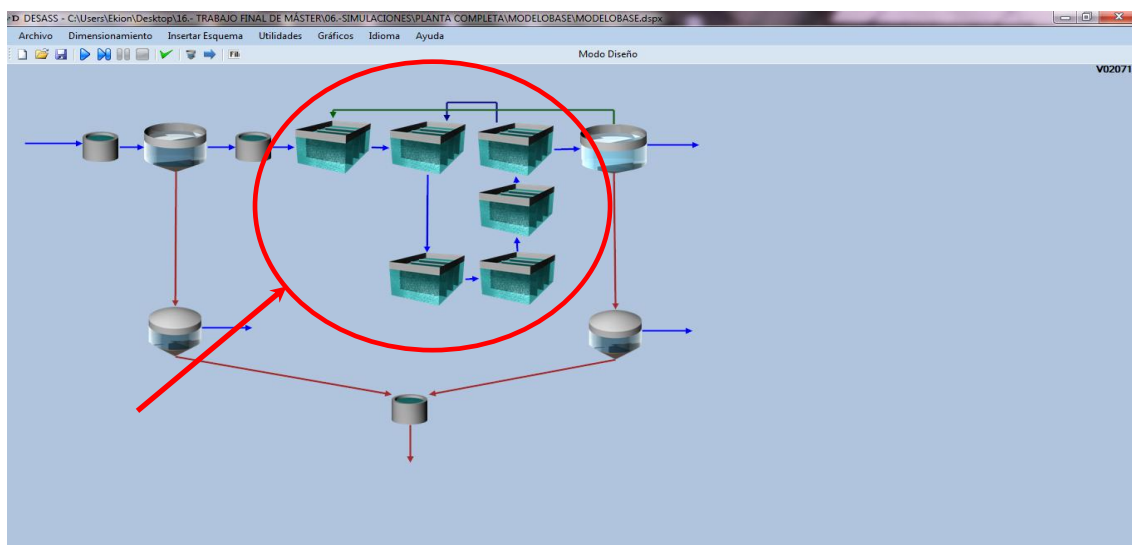 DESASS - C:\Users\Ekion\Desktop\16.- TRABAJO FINAL DE MÁSTER\06.-SIMULACIONES\PLANTA COMPLETA\MODELOBASE\MODELOBASE.dspx
Archivo Dimensionamiento Insertar Esquema Utilidades Gráficos Idioma Ayuda
Modo Diseño
V02071